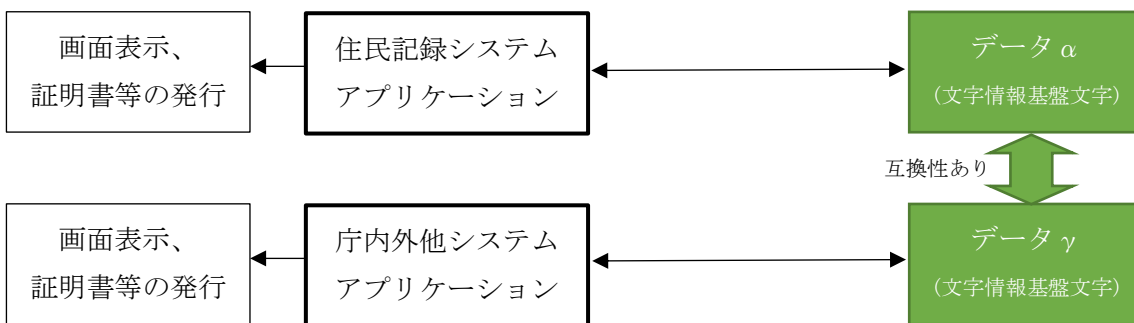 画面表示、
証明書等の発行
住民記録システム
アプリケーション
データ α
（文字情報基盤文字）
互換性あり
画面表示、
証明書等の発行
庁内外他システム
アプリケーション
データ γ
（文字情報基盤文字）